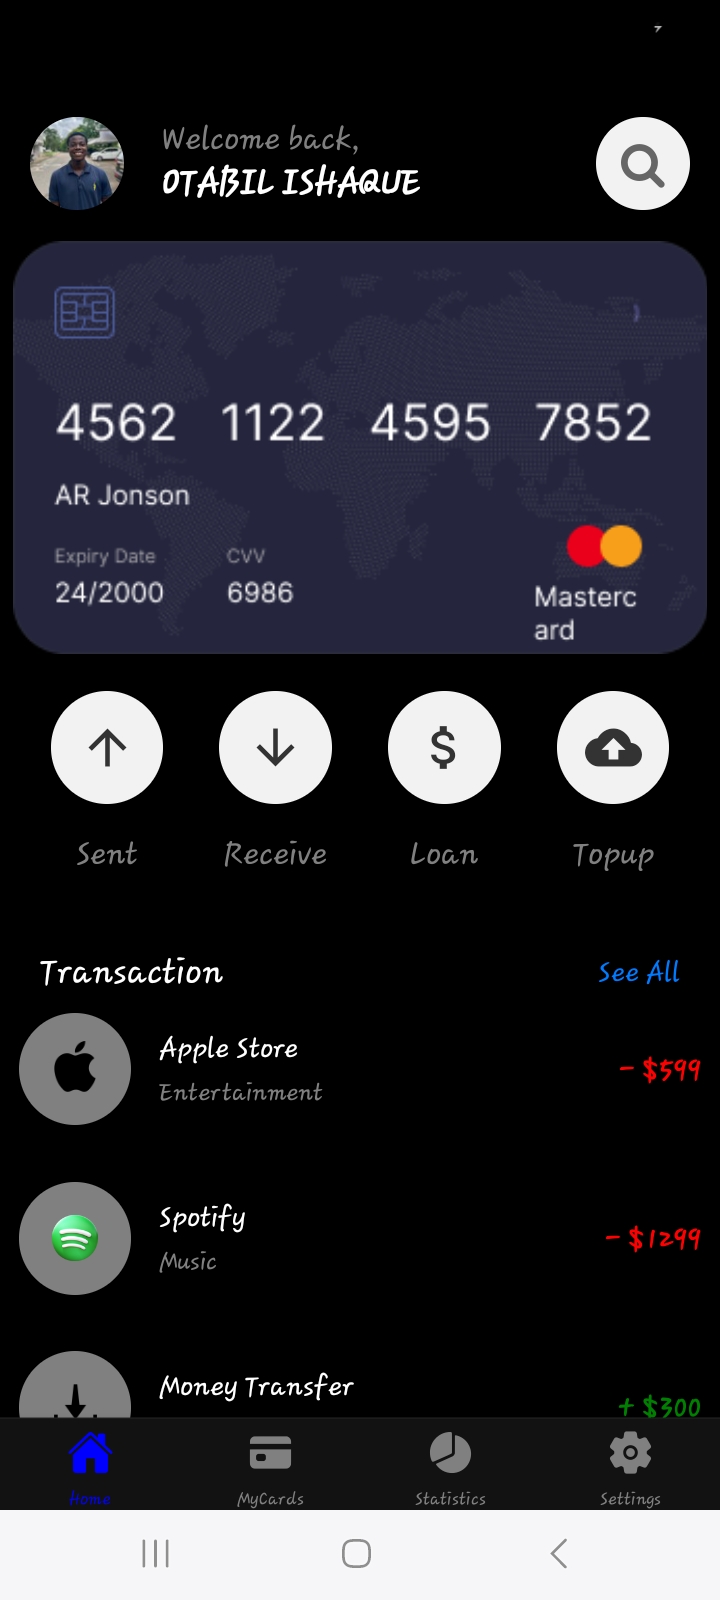 Welcome back,
OTABIL ISHAQUE
4562 1122 4595 7852
AR Jonson
Expiry Date CVV
24/2000 6986
Masterc
ard
Sent Receive Loan Topup
Transaction See All
Apple Store
Entertainment
- $599
Spotify
Music
- $1299
Money Transfer
+ $300
Home MyCards Statistics Settings